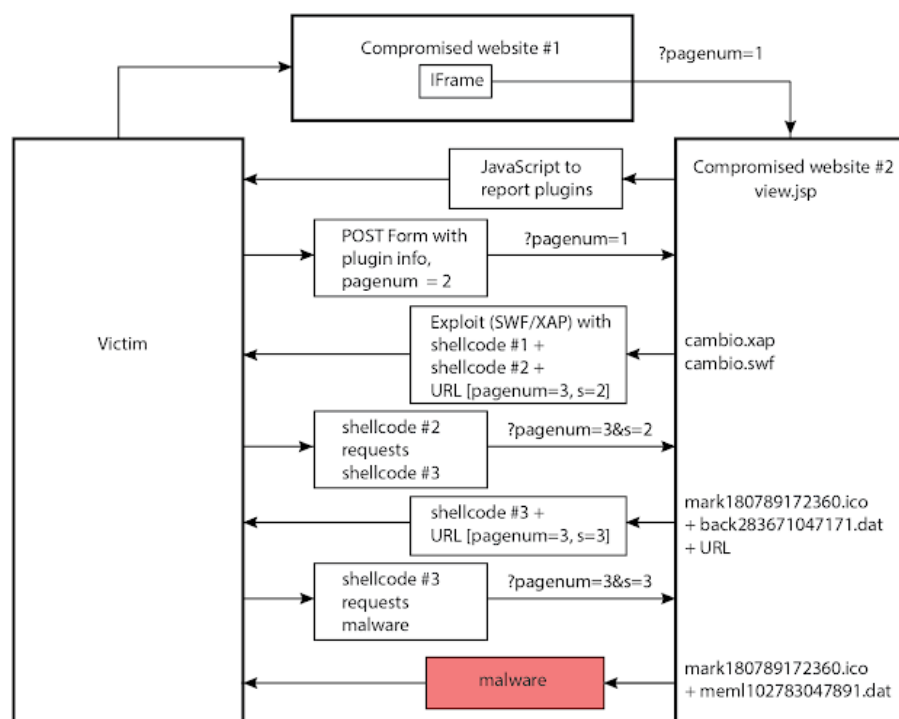 Compromised website #1
IFrame
?pagenum=1
Compromised website #2
view.jsp
JavaScript to
report plugins
POST Form with
plugin info,
pagenum = 2
?pagenum=1
Victim
Exploit (SWF/XAP) with
shellcode #1 +
shellcode #2 +
URL [pagenum=3, s=2]
cambio.xap
cambio.swf
shellcode #2
requests
shellcode #3
?pagenum=3&s=2
shellcode #3 +
URL [pagenum=3, s=3]
mark180789172360.ico
+ back283671047171.dat
+ URL
shellcode #3
requests
malware
?pagenum=3&s=3
malware
mark180789172360.ico
+ meml102783047891.dat